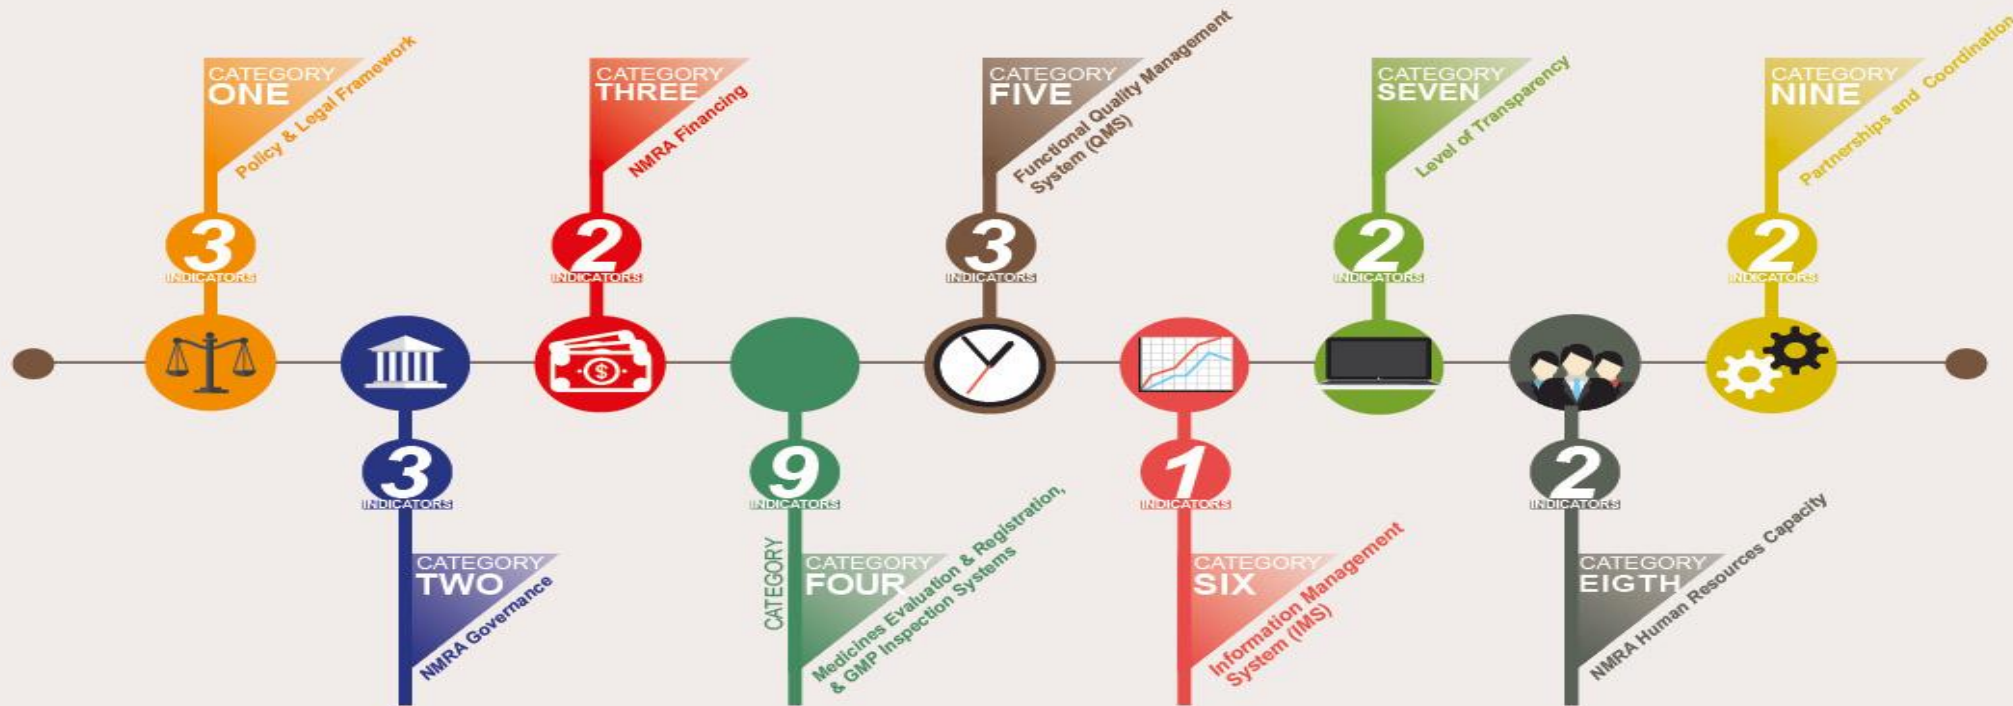 CATEGORY
ONE
Policy & Legal Framework
3
INDICATORS
3
INDICATORS
CATEGORY
TWO
NMRA Governance
CATEGORY
THREE
NMRA Financing
2
INDICATORS
$
9
INDICATORS
CATEGORY
CATEGORY
FOUR
Medicines Evaluation & Registration,
& GMP Inspection Systems
CATEGORY
FIVE
Functional Quality Management
System (QMS)
3
INDICATORS
1
INDICATORS
CATEGORY
SIX
Information Management
System (IMS)
CATEGORY
SEVEN
Level of Transparency
2
INDICATORS
2
INDICATORS
CATEGORY
EIGTH
NMRA Human Resources Capacity
CATEGORY
NINE
Partnerships and Coordination
2
INDICATORS